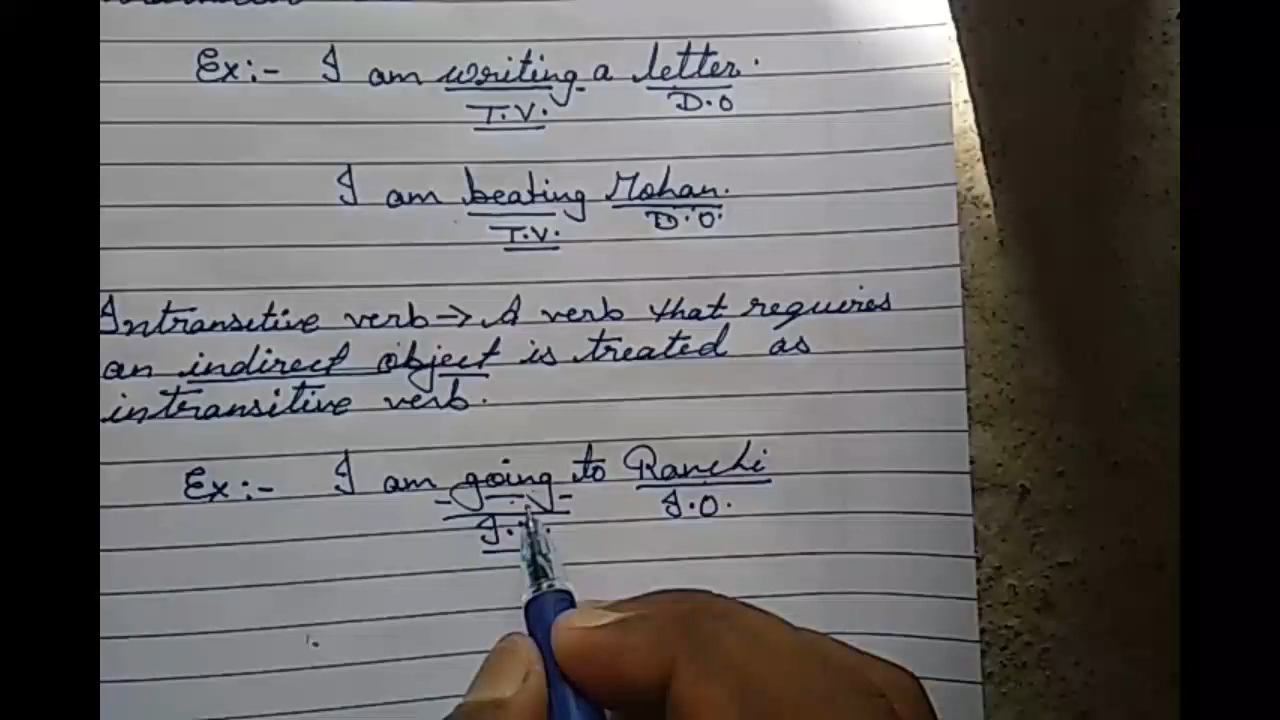 Ex:- I am writing a letter.
T.V. D.O
I am beating Mohan.
T.V. D.O.
Intransitive verb → A verb that requires
an indirect object is treated as
intransitive verb.
Ex:- I am going to Ranchi
I. I.O.